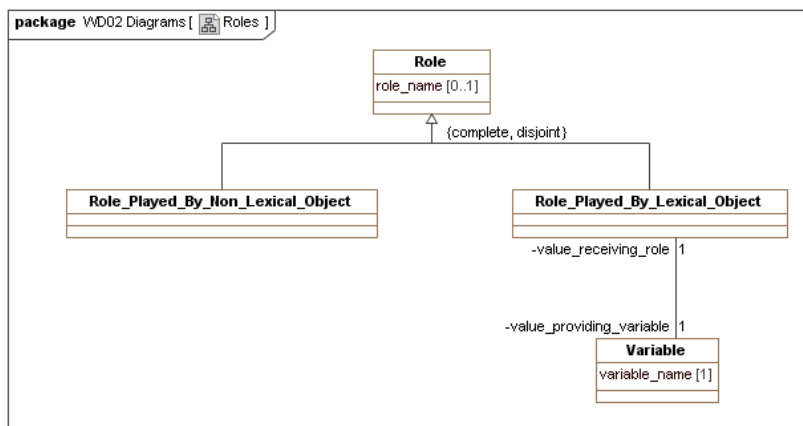 package WD02 Diagrams [ Roles ]
Role
role_name [0..1]
{complete, disjoint}
Role_Played_By_Non_Lexical_Object
Role_Played_By_Lexical_Object
-value_receiving_role 1
-value_providing_variable 1
Variable
variable_name [1]